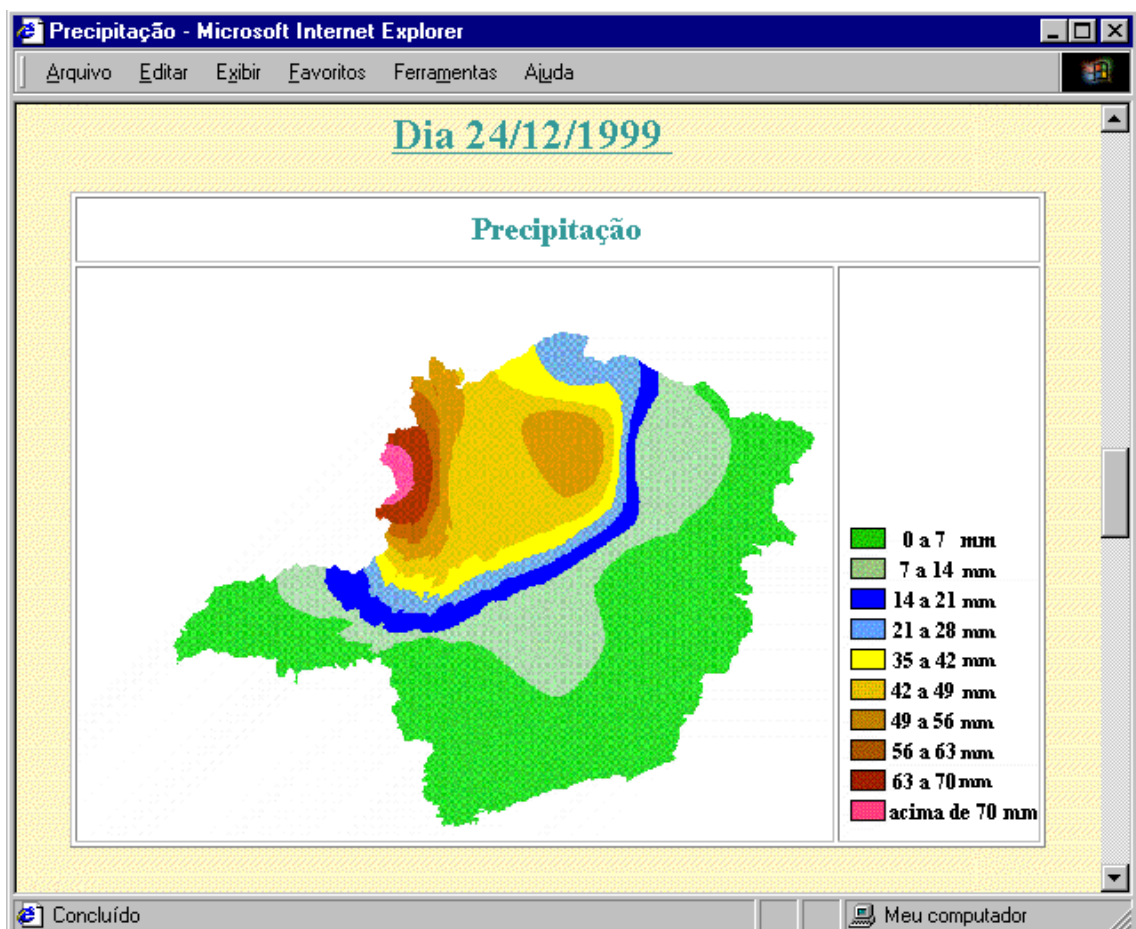 Precipitação - Microsoft Internet Explorer
Arquivo Editar Exibir Favoritos Ferramentas Ajuda
Dia 24/12/1999
Precipitação
0 a 7 mm
7 a 14 mm
14 a 21 mm
21 a 28 mm
35 a 42 mm
42 a 49 mm
49 a 56 mm
56 a 63 mm
63 a 70 mm
acima de 70 mm
Concluído Meu computador